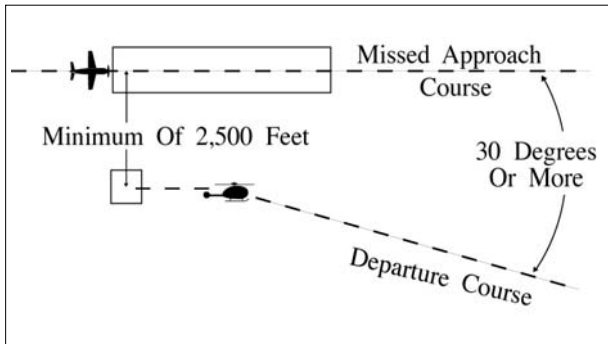 Missed Approach
Course
Minimum Of 2,500 Feet
30 Degrees
Or More
Departure Course